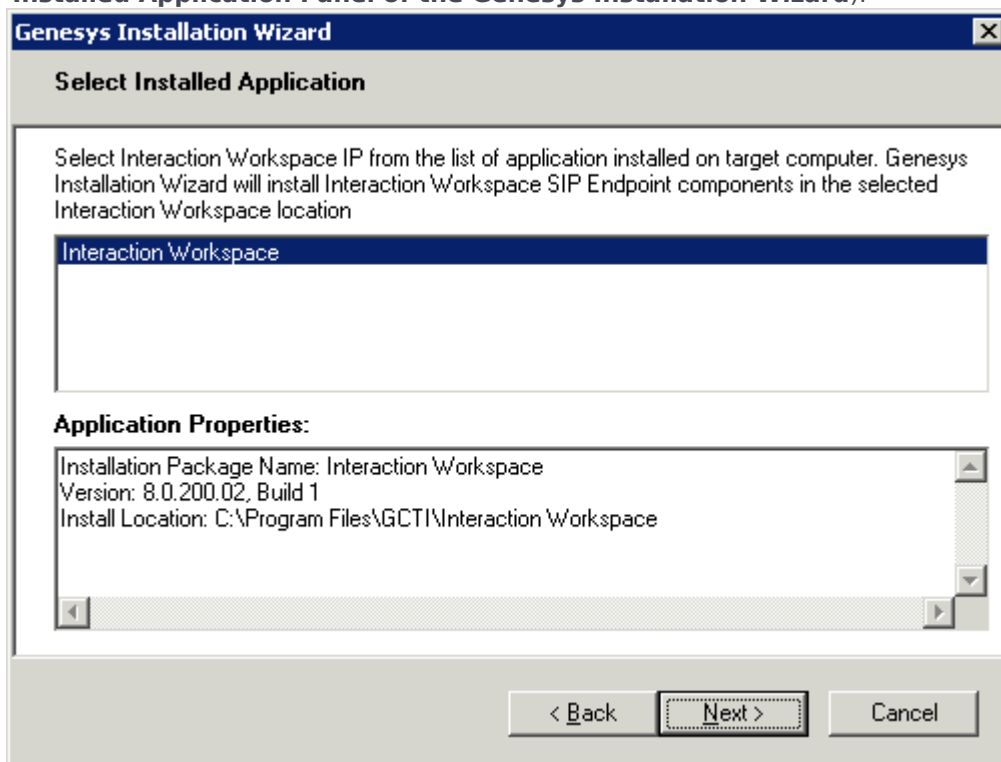 Installed Application Panel of the Genesys Installation Wizard).
Genesys Installation Wizard
Select Installed Application
Select Interaction Workspace IP from the list of application installed on target computer. Genesys
Installation Wizard will install Interaction Workspace SIP Endpoint components in the selected
Interaction Workspace location
Interaction Workspace
Application Properties:
Installation Package Name: Interaction Workspace
Version: 8.0.200.02, Build 1
Install Location: C:\Program Files\GCTI\Interaction Workspace
< Back
Next >
Cancel